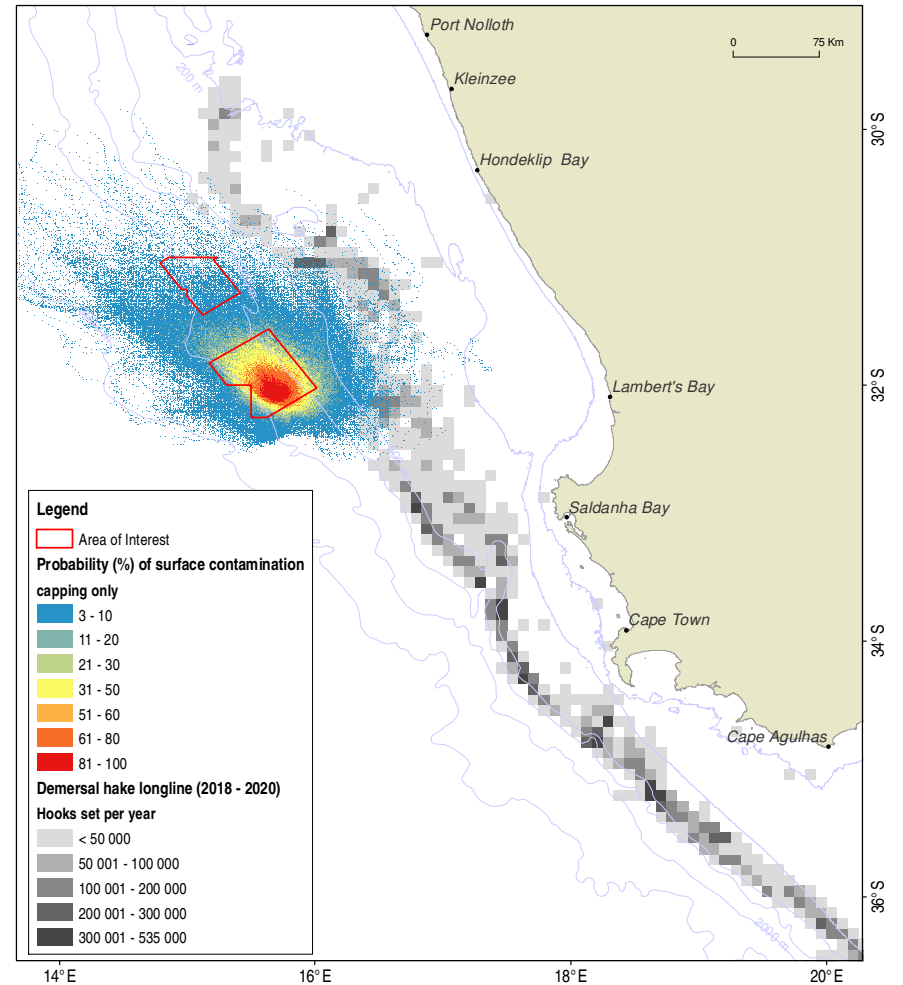 Port Nolloth
0 75 Km
Kleinzee
200 m
30°S
Hondeklip Bay
32°S
Lambert's Bay
Legend
Area of Interest
Probability (%) of surface contamination
capping only
3 - 10
11 - 20
21 - 30
31 - 50
51 - 60
61 - 80
81 - 100
Demersal hake longline (2018 - 2020)
Hooks set per year
< 50 000
50 001 - 100 000
100 001 - 200 000
200 001 - 300 000
300 001 - 535 000
Saldanha Bay
Cape Town
34°S
Cape Agulhas
36°S
2000 m
14°E 16°E 18°E 20°E